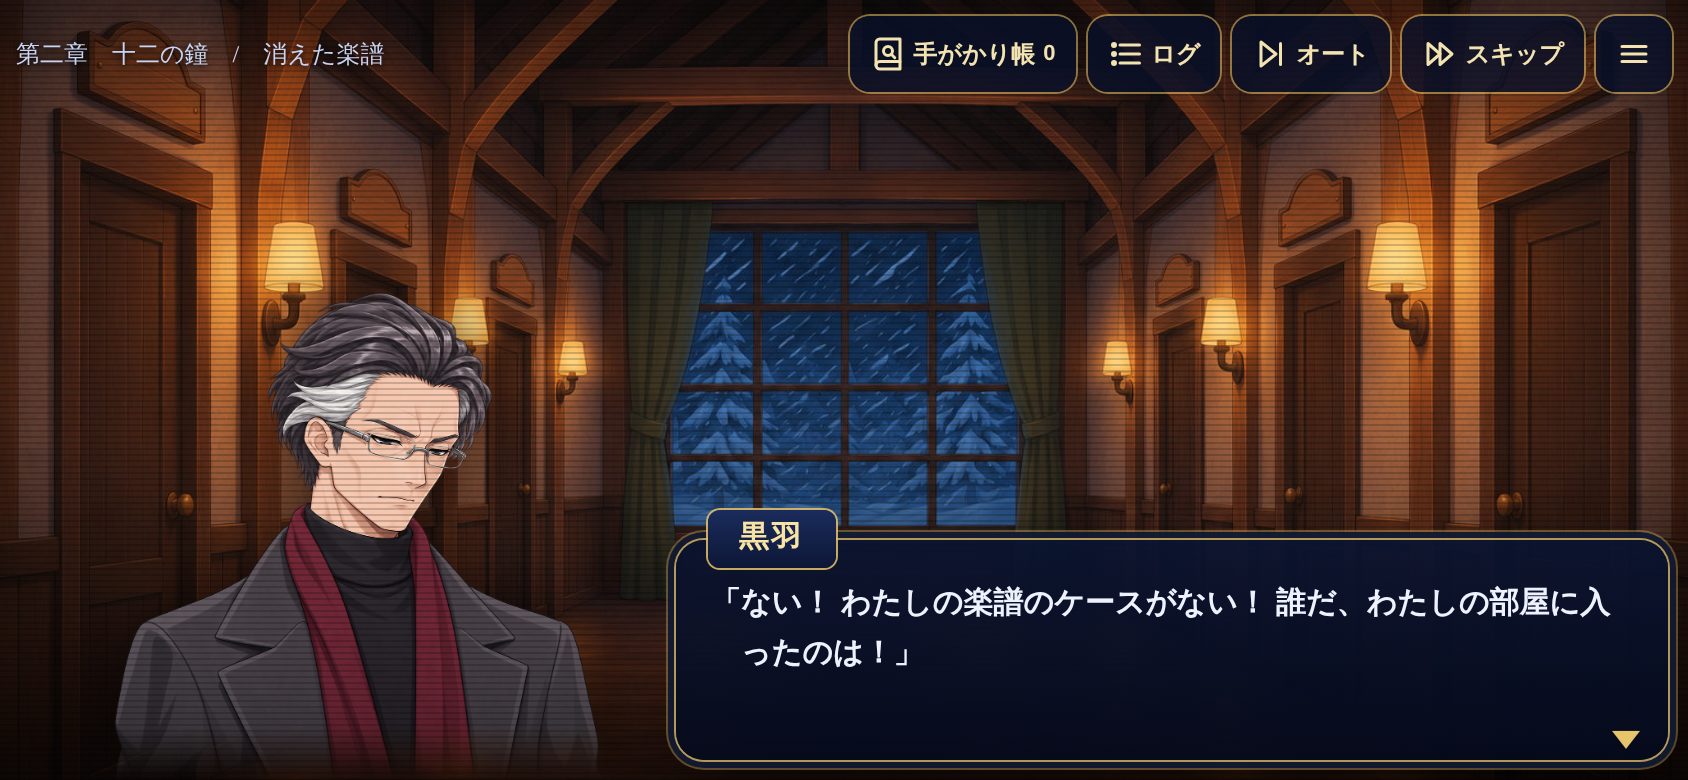 第二章 十二の鐘 / 消えた楽譜
手がかり帳 0
ログ
オート
スキップ
黒羽
「ない！ わたしの楽譜のケースがない！ 誰だ、わたしの部屋に入
ったのは！」